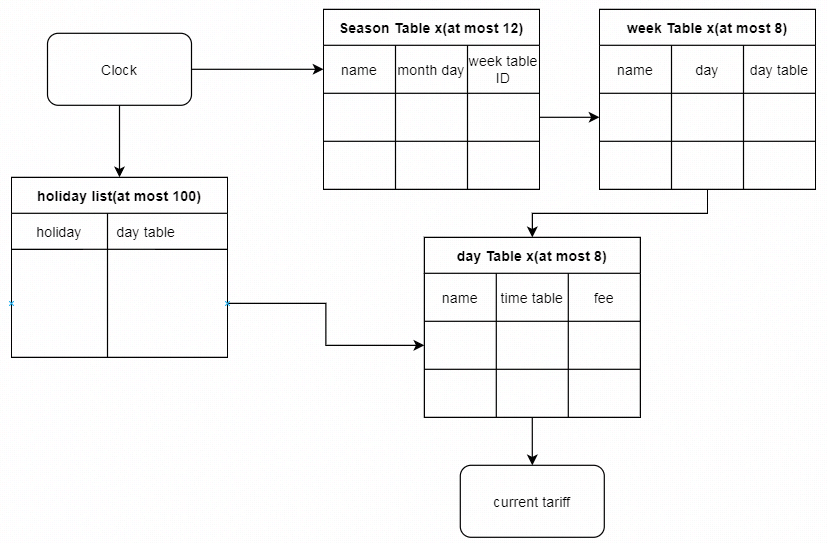 Clock
Season Table x(at most 12)
name
month day
week table
ID
week Table x(at most 8)
name
day
day table
holiday list(at most 100)
holiday
day table
day Table x(at most 8)
name
time table
fee
current tariff